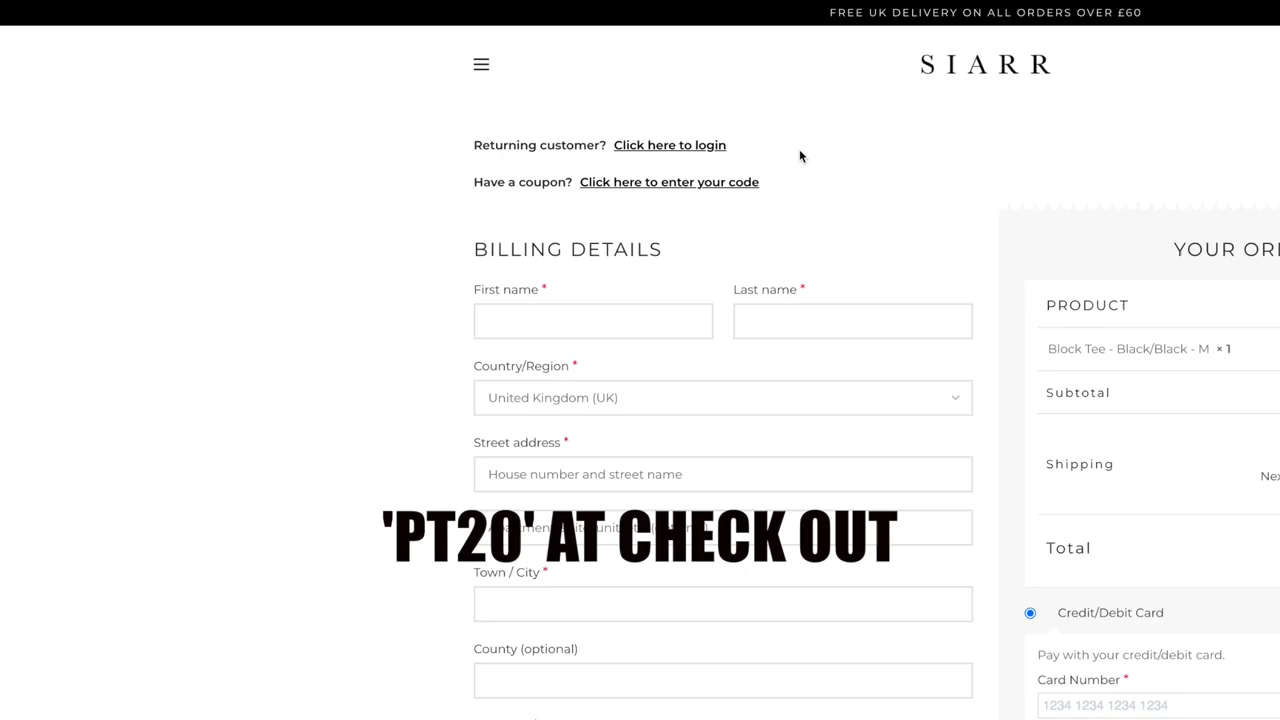 FREE UK DELIVERY ON ALL ORDERS OVER £60
SIARR
Returning customer? Click here to login
Have a coupon? Click here to enter your code
BILLING DETAILS
First name *
Last name *
Country/Region *
United Kingdom (UK)
Street address *
House number and street name
'PT20' AT CHECK OUT
Town / City *
County (optional)
YOUR
PRODUCT
Block Tee - Black/Black - M × 1
Subtotal
Shipping
Total
Credit/Debit Card
Pay with your credit/debit card.
Card Number *
1234 1234 1234 1234